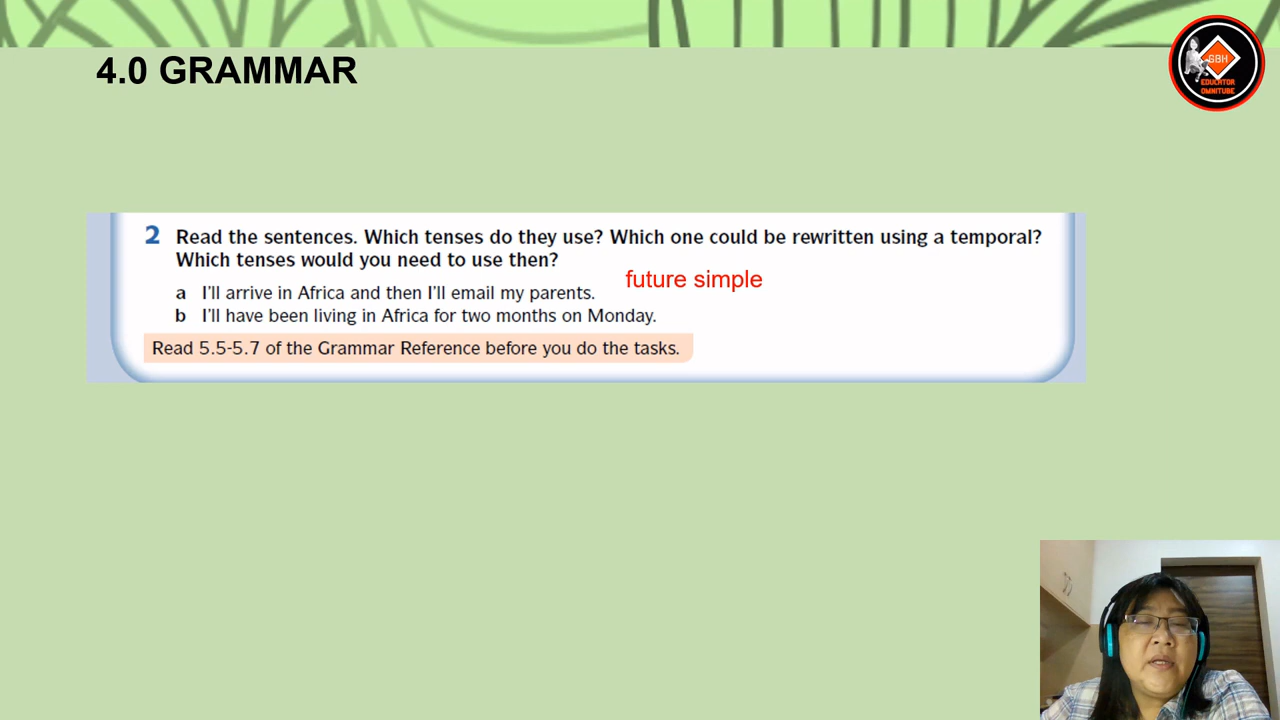 4.0 GRAMMAR
GBH
EDUCATOR
OMNITUBE
2 Read the sentences. Which tenses do they use? Which one could be rewritten using a temporal?
Which tenses would you need to use then?
future simple
a I'll arrive in Africa and then I'll email my parents.
b I'll have been living in Africa for two months on Monday.
Read 5.5-5.7 of the Grammar Reference before you do the tasks.